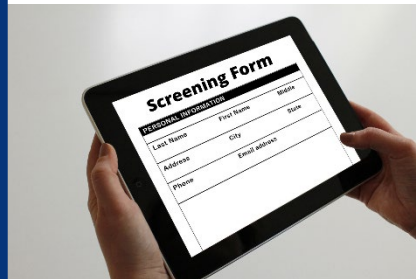 Screening Form
PERSONAL INFORMATION
Last Name First Name Middle
Address City State
Phone Email address